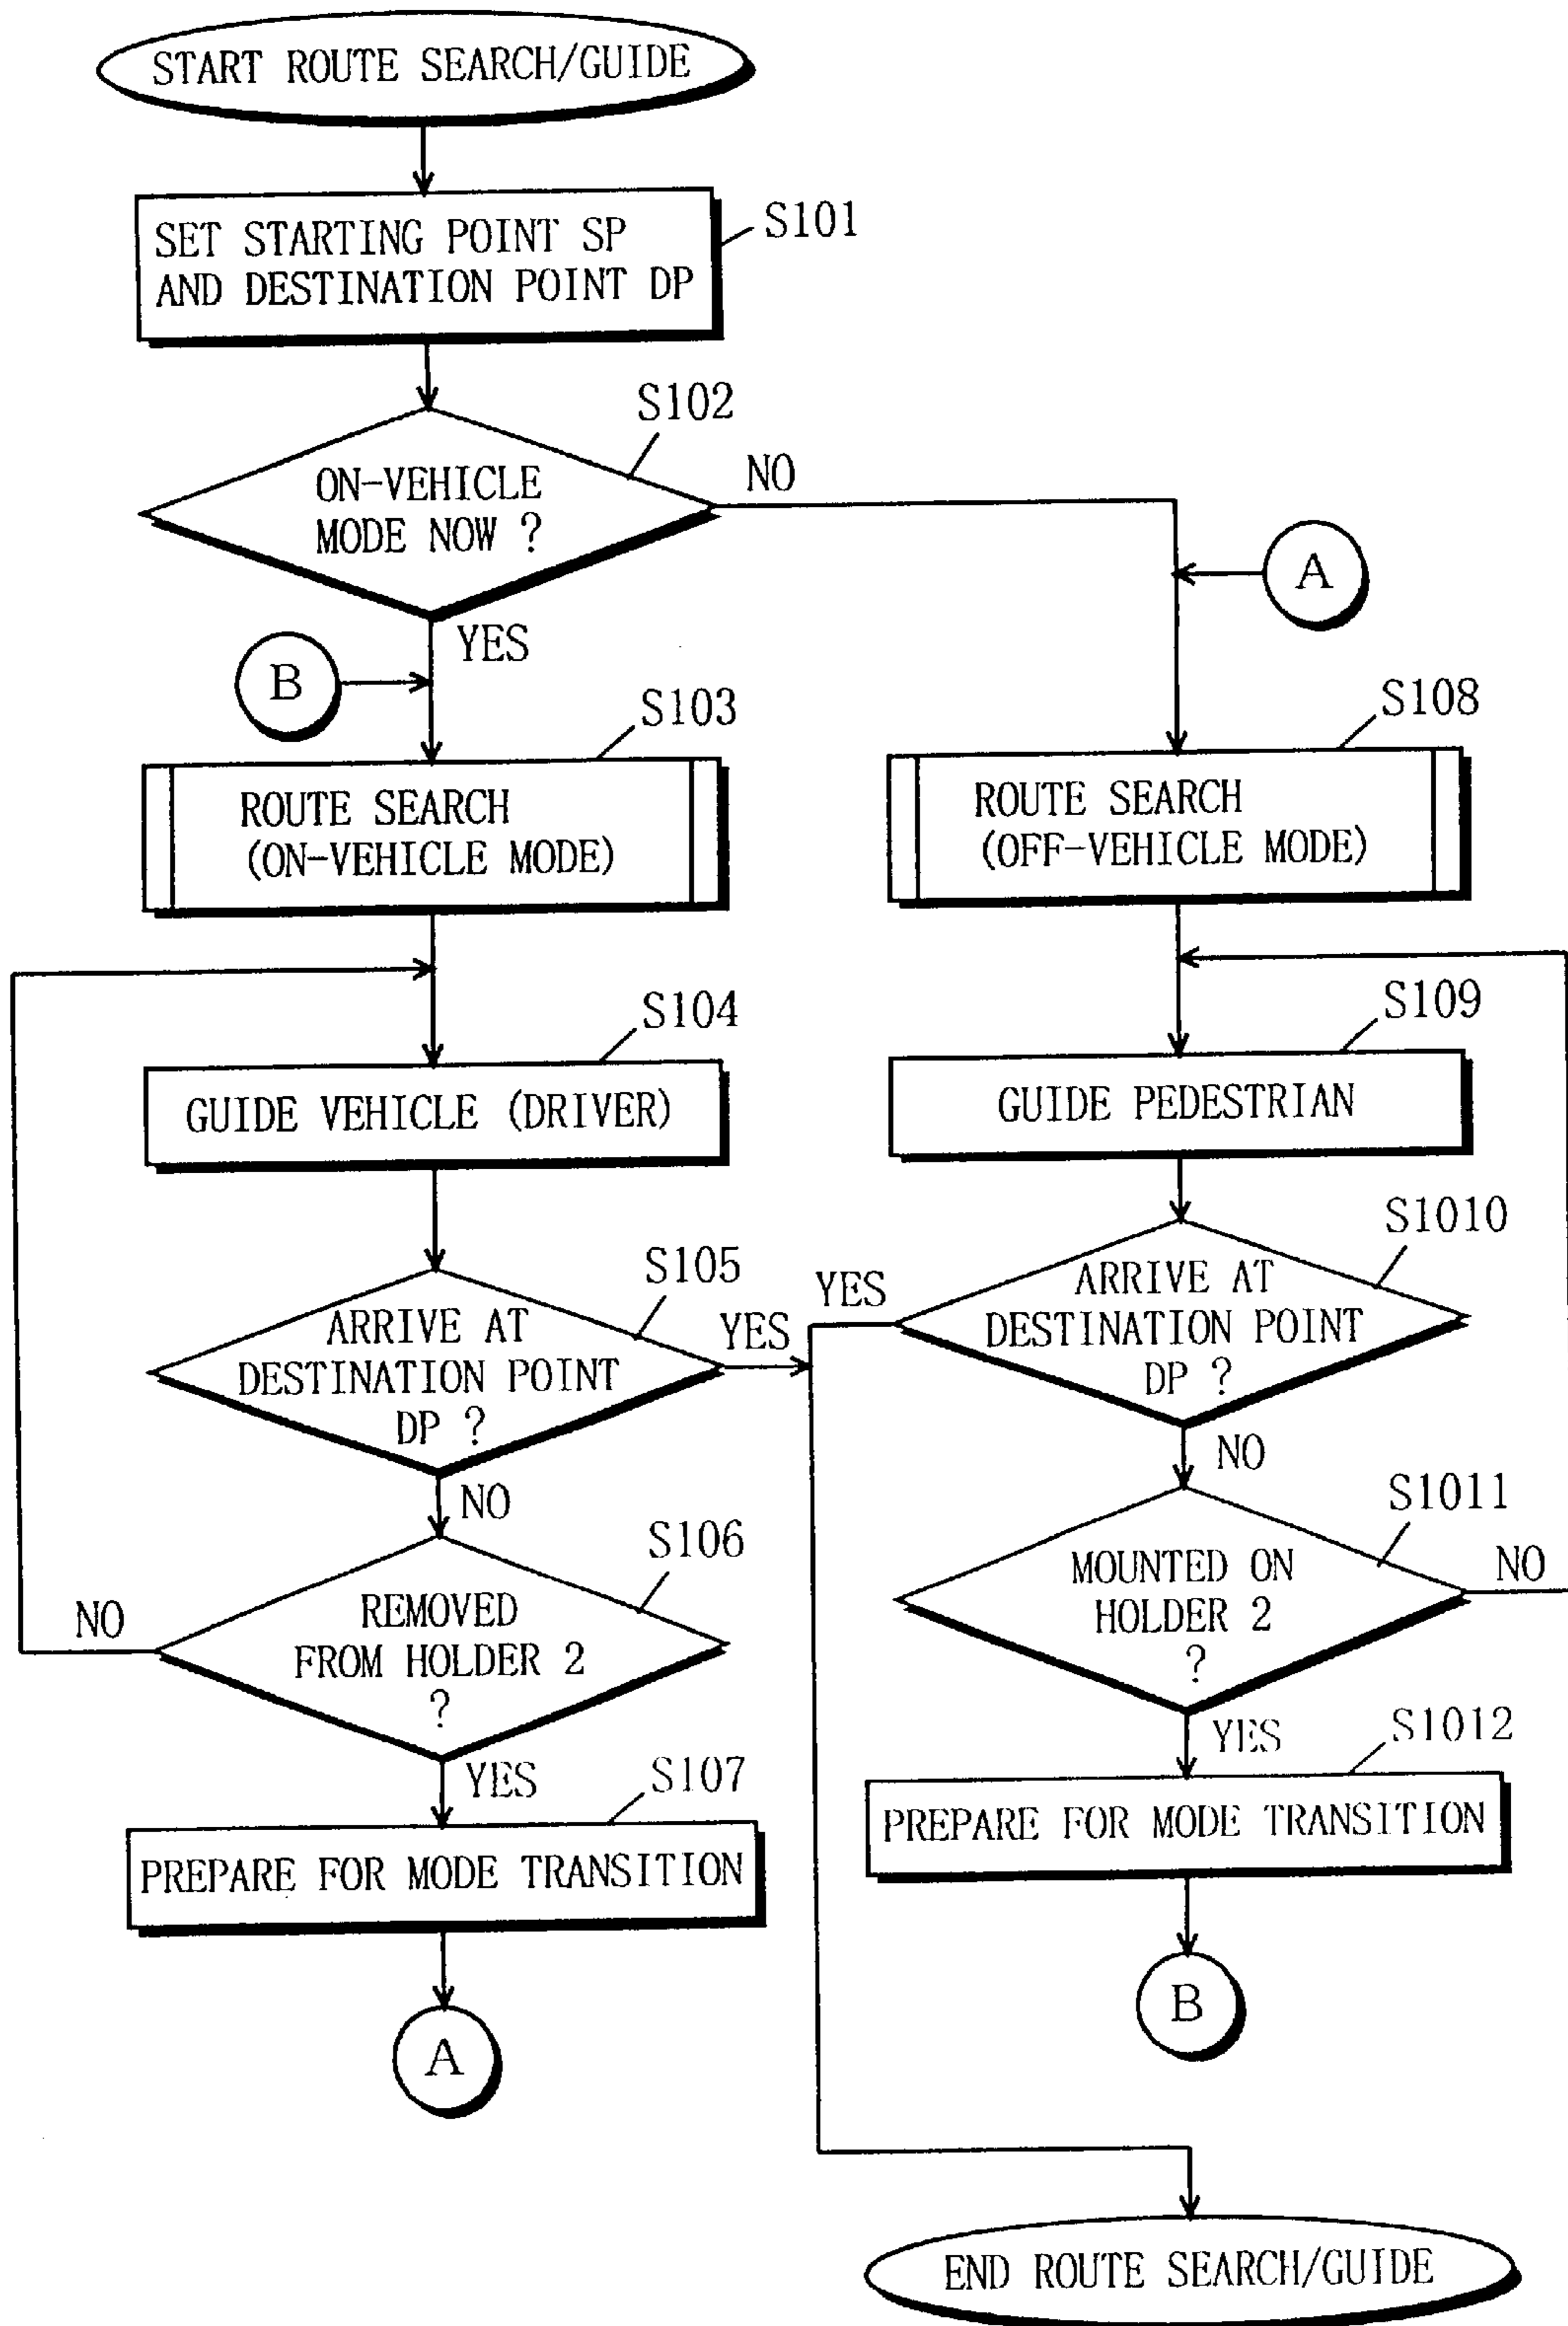 START ROUTE SEARCH/GUIDE
SET STARTING POINT SP
AND DESTINATION POINT DP
S101
S102
ON-VEHICLE
MODE NOW ?
NO
YES
A
B
S103
ROUTE SEARCH
(ON-VEHICLE MODE)
S108
ROUTE SEARCH
(OFF-VEHICLE MODE)
S104
GUIDE VEHICLE (DRIVER)
S109
GUIDE PEDESTRIAN
S105
ARRIVE AT
DESTINATION POINT
DP ?
YES
NO
S1010
YES
ARRIVE AT
DESTINATION POINT
DP ?
NO
S106
REMOVED
FROM HOLDER 2
?
NO
YES
S1011
MOUNTED ON
HOLDER 2
?
NO
YES
S107
PREPARE FOR MODE TRANSITION
A
S1012
PREPARE FOR MODE TRANSITION
B
END ROUTE SEARCH/GUIDE